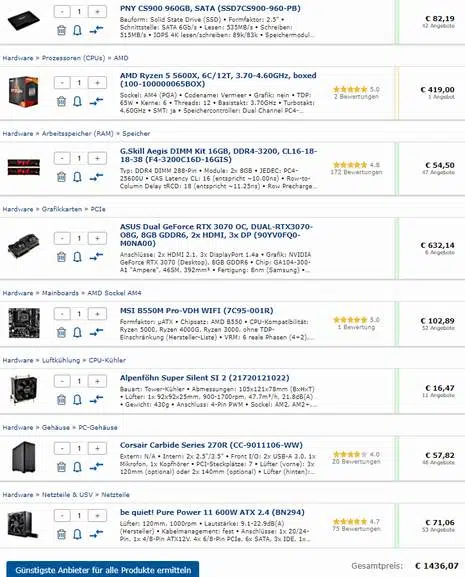 PNY CS900 960GB, SATA (SSD7CS900-960-PB)
Bauform: Solid State Drive (SSD) • Formfaktor: 2.5" •
Schnittstelle: SATA 6Gb/s • Lesen: 535MB/s • Schreiben:
515MB/s • IOPS 4K lesen/schreiben: 89k/83k • Speichermodul...
€ 82,19
42 Angebote
- 1 +
Hardware » Prozessoren (CPUs) » AMD
AMD Ryzen 5 5600X, 6C/12T, 3.70-4.60GHz, boxed
(100-100000065BOX)
Sockel: AM4 (PGA) • Codename: Vermeer • Grafik: nein • TDP:
65W • Kerne: 6 • Threads: 12 • Basistakt: 3.70GHz • Turbotakt:
4.60GHz • SMT: ja • Speichercontroller: Dual Channel PC4-...
- 1 +
5.0
2 Bewertungen
€ 419,00
1 Angebot
Hardware » Arbeitsspeicher (RAM) » Speicher
G.Skill Aegis DIMM Kit 16GB, DDR4-3200, CL16-18-
18-38 (F4-3200C16D-16GIS)
Typ: DDR4 DIMM 288-Pin • Module: 2x 8GB • JEDEC: PC4-
25600U • CAS Latency CL: 16 (entspricht ~10.00ns) • Row-to-
Column Delay tRCD: 18 (entspricht ~11.25ns) • Row Precharge...
- 1 +
4.8
172 Bewertungen
€ 54,50
47 Angebote
Hardware » Grafikkarten » PCIe
ASUS Dual GeForce RTX 3070 OC, DUAL-RTX3070-
O8G, 8GB GDDR6, 2x HDMI, 3x DP (90YV0FQ0-
M0NA00)
Anschlüsse: 2x HDMI 2.1, 3x DisplayPort 1.4a • Grafik: NVIDIA
GeForce RTX 3070 (Desktop), 8GB GDDR6 • Chip: GA104-300-
A1 "Ampere", 46SM, 392mm² • Fertigung: 8nm (Samsung) •...
- 1 +
€ 632,14
6 Angebote
Hardware » Mainboards » AMD Sockel AM4
MSI B550M Pro-VDH WIFI (7C95-001R)
Formfaktor: µATX • Chipsatz: AMD B550 • CPU-Kompatibilität:
Ryzen 5000, Ryzen 4000G, Ryzen 3000, ohne TDP-
Einschränkung (Hersteller-Liste) • VRM: 6 reale Phasen (4+2),...
- 1 +
5.0
1 Bewertung
€ 102,89
52 Angebote
Hardware » Luftkühlung » CPU-Kühler
Alpenföhn Super Silent SI 2 (21720121022)
Bauart: Tower-Kühler • Abmessungen: 105x121x78mm (BxHxT)
• Lüfter: 1x 92x92x25mm, 900-1700rpm, 47.7m³/h, 21.8dB(A)
• Gewicht: 430g • Anschluss: 4-Pin PWM • Sockel: AM2, AM2+,...
- 1 +
€ 16,47
11 Angebote
Hardware » Gehäuse » PC-Gehäuse
Corsair Carbide Series 270R (CC-9011106-WW)
Extern: N/A • Intern: 2x 2.5"/3.5" • Front I/O: 2x USB-A 3.0, 1x
Mikrofon, 1x Kopfhörer • PCI-Steckplätze: 7 • Lüfter (vorne): 3x
120mm (optional) oder 2x 140mm (optional) • Lüfter (hinten):...
- 1 +
4.0
20 Bewertungen
€ 57,82
46 Angebote
Hardware » Netzteile & USV » Netzteile
be quiet! Pure Power 11 600W ATX 2.4 (BN294)
Lüfter: 120mm, 1000rpm • Lautstärke: 9.1-22.9dB(A)
(Hersteller) • Kabelmanagement: fest • Anschlüsse: 1x 20/24-
Pin, 1x 4/8-Pin ATX12V, 4x 6/8-Pin PCIe, 6x SATA, 3x IDE, 1x...
- 1 +
4.7
75 Bewertungen
€ 71,06
53 Angebote
Günstigste Anbieter für alle Produkte ermitteln
Gesamtpreis: € 1436,07